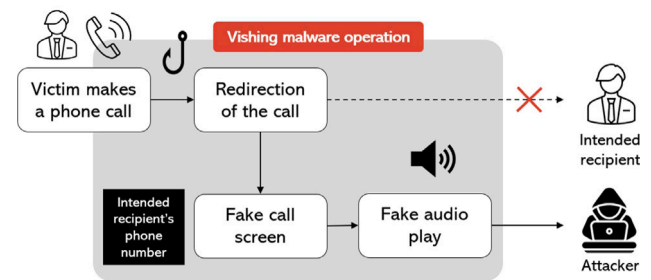 Vishing malware operation
Victim makes
a phone call
Redirection
of the call
Intended
recipient
Intended
recipient's
phone
number
Fake call
screen
Fake audio
play
Attacker